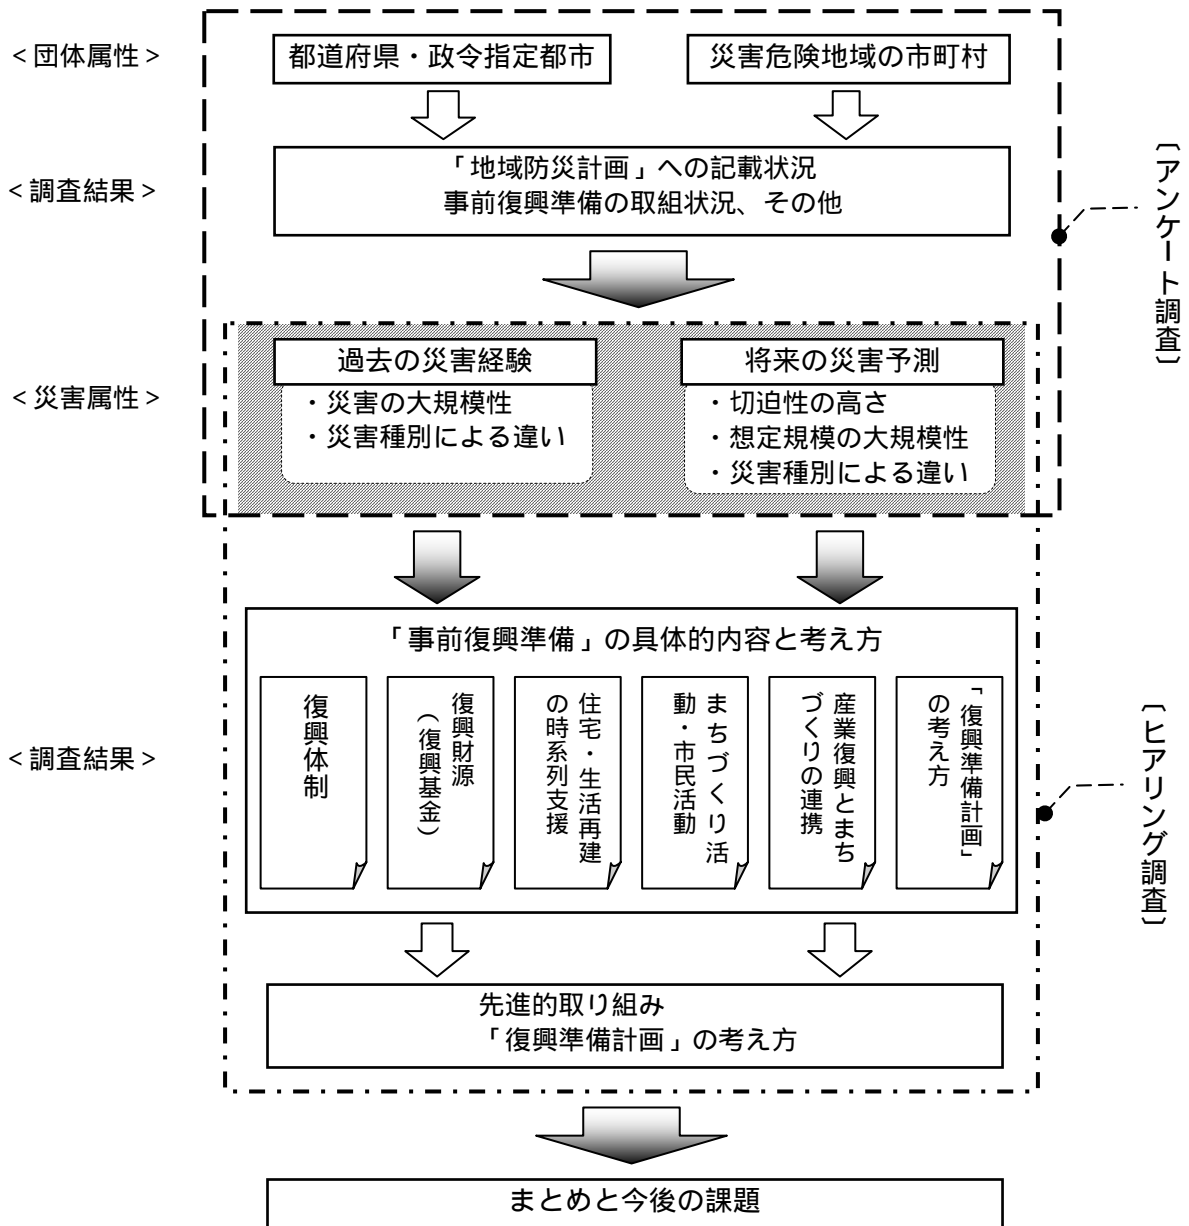 <団体属性>
都道府県・政令指定都市
災害危険地域の市町村
<調査結果>
「地域防災計画」への記載状況
事前復興準備の取組状況、その他
〔アンケート調査〕
<災害属性>
過去の災害経験
・災害の大規模性
・災害種別による違い
将来の災害予測
・切迫性の高さ
・想定規模の大規模性
・災害種別による違い
「事前復興準備」の具体的内容と考え方
<調査結果>
復興体制
復興財源
(復興基金)
住宅・生活再建
の時系列支援
まちづくり活
動・市民活動
産業復興とまち
づくりの連携
「復興準備計画」
の考え方
〔ヒアリング調査〕
先進的取り組み
「復興準備計画」の考え方
まとめと今後の課題